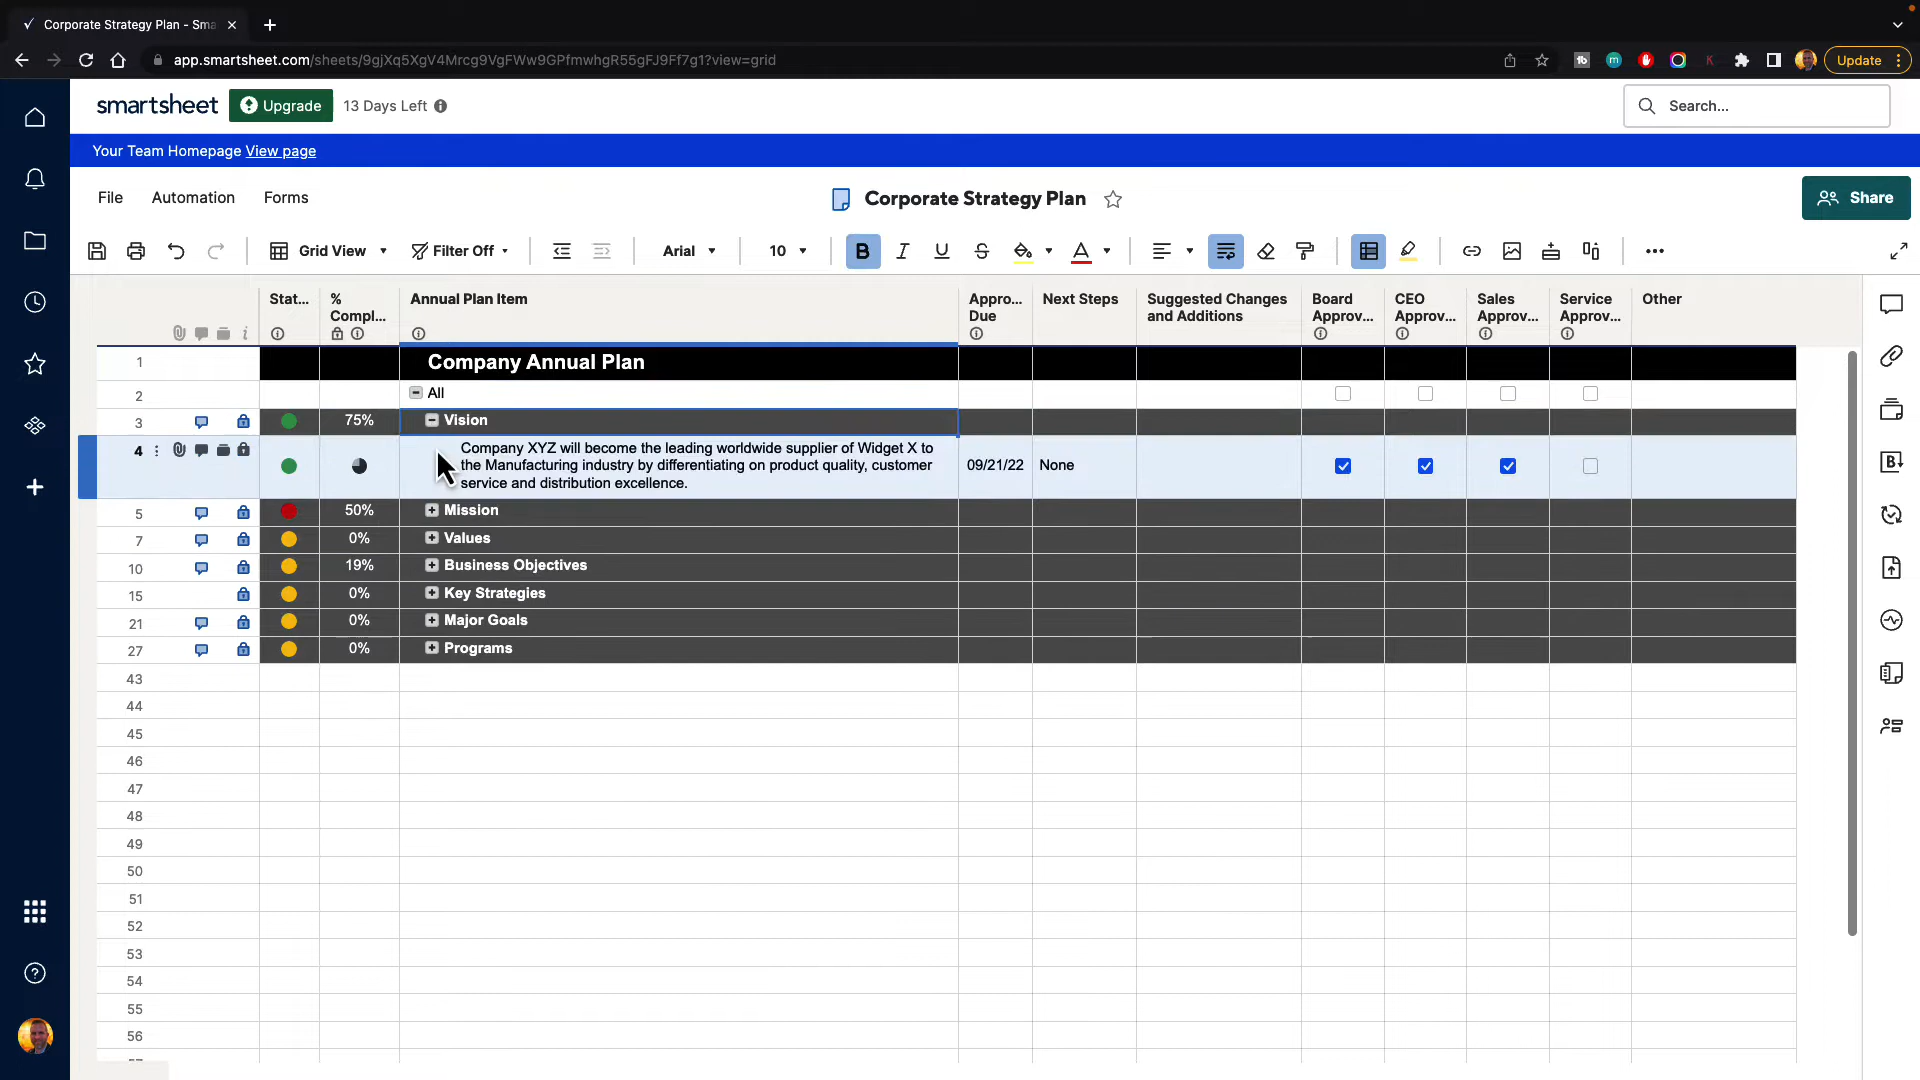 Corporate Strategy Plan - Sma
app.smartsheet.com/sheets/9gjXq5XgV4Mrcg9VgFWw9GPfmwhgR55gFJ9Ff7g1?view=grid
Update
smartsheet
Upgrade
13 Days Left
Search...
Your Team Homepage View page
File
Automation
Forms
Corporate Strategy Plan
Share
Grid View
Filter Off
Arial
10
B
I
U
S
A
Stat...
%
Compl...
Annual Plan Item
Appro...
Due
Next Steps
Suggested Changes
and Additions
Board
Approv...
CEO
Approv...
Sales
Approv...
Service
Approv...
Other
1
Company Annual Plan
2
All
3
75%
Vision
4
Company XYZ will become the leading worldwide supplier of Widget X to
the Manufacturing industry by differentiating on product quality, customer
service and distribution excellence.
09/21/22
None
5
50%
Mission
7
0%
Values
10
19%
Business Objectives
15
0%
Key Strategies
21
0%
Major Goals
27
0%
Programs
43
44
45
46
47
48
49
50
51
52
53
54
55
56